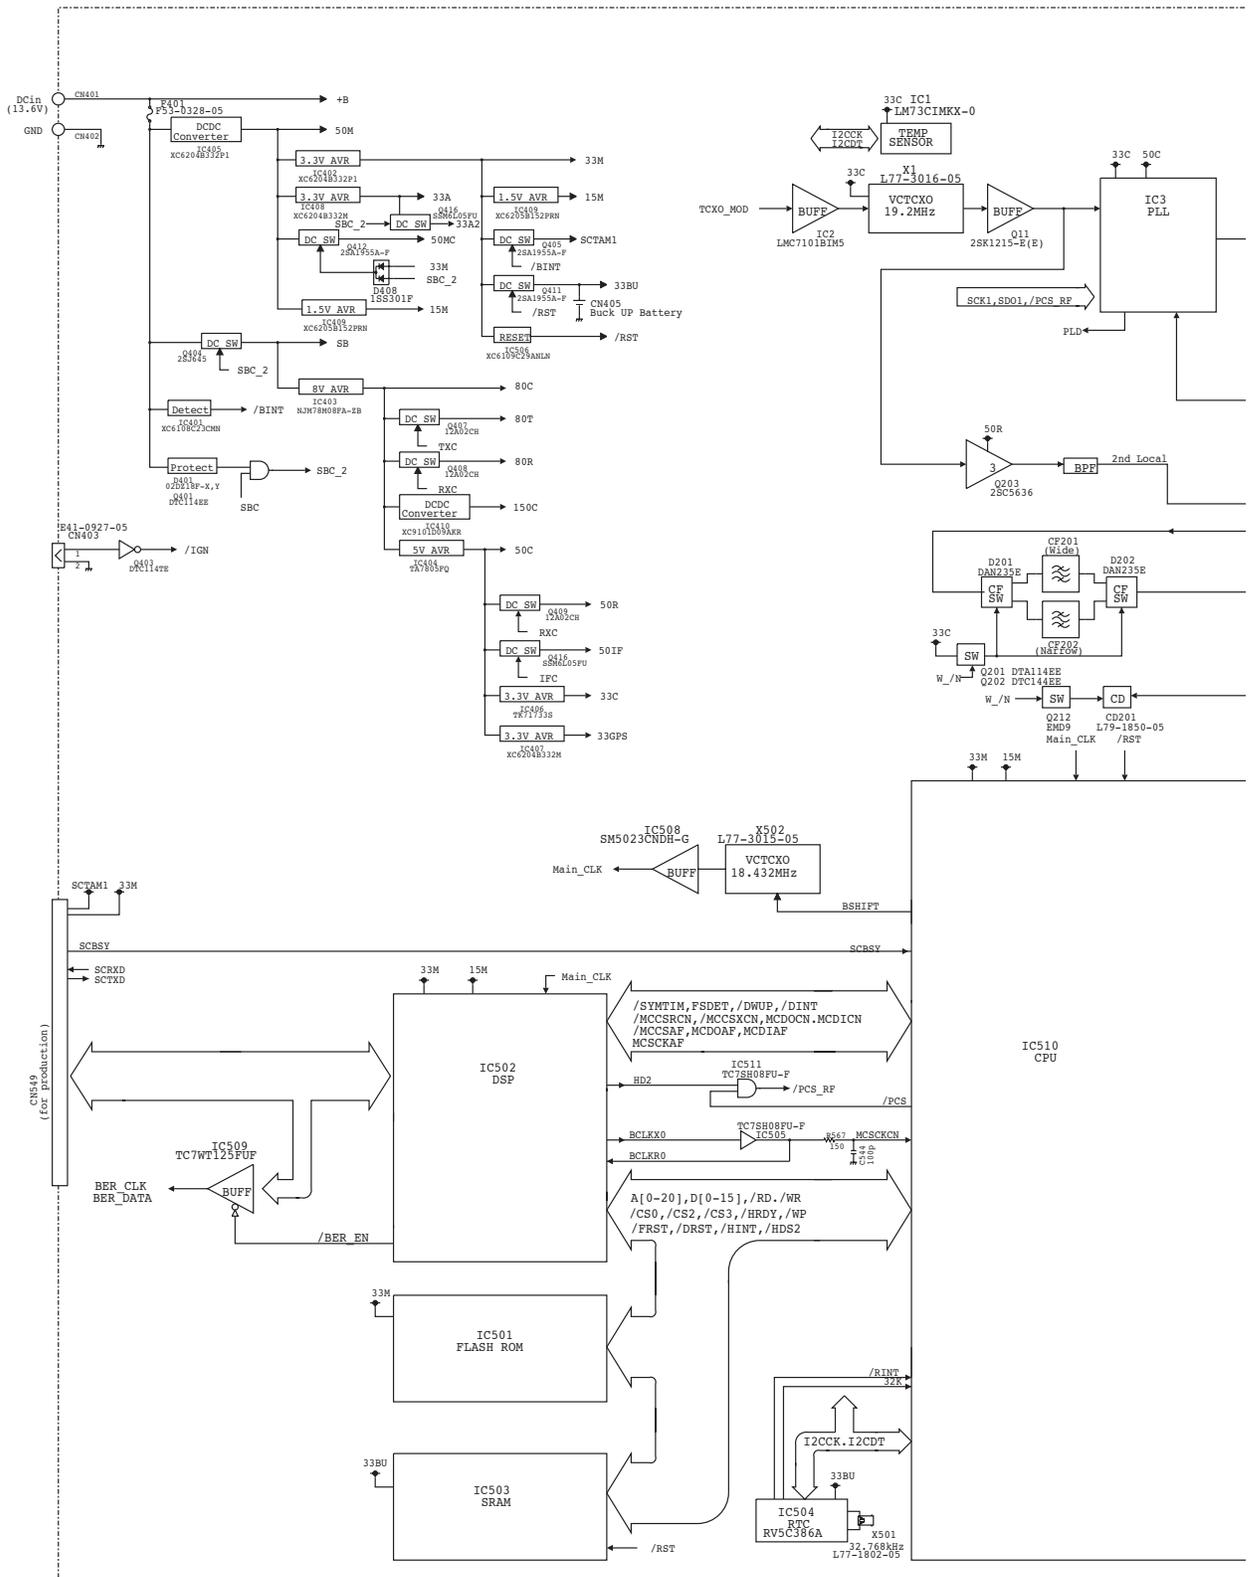 DCin
(13.6V)
CN401
F401
F53-0328-05
+B
GND
CN402
DCDC
Converter
IC405
XC6204B332P1
50M
3.3V AVR
IC402
XC6204B332P1
33M
3.3V AVR
IC408
XC6204B332M
33A
Q416
SSM6L05FU
SBC_2
DC SW
33A2
1.5V AVR
IC409
XC6205B152PRN
15M
DC SW
Q412
2SA1955A-F
50MC
DC SW
Q405
2SA1955A-F
SCTAM1
/BINT
33M
SBC_2
D408
1SS301F
DC SW
Q411
2SA1955A-F
33BU
/RST
CN405
Buck UP Battery
1.5V AVR
IC409
XC6205B152PRN
15M
RESET
IC506
XC6109C29ANLN
/RST
DC SW
Q404
2SJ645
SB
SBC_2
8V AVR
IC403
NJM78M08FA-ZB
80C
Detect
IC401
XC6108C23CMN
/BINT
DC SW
Q407
12A02CH
80T
TXC
Protect
D401
02DZ18F-X,Y
Q401
DTC114EE
SBC
SBC_2
DC SW
Q408
12A02CH
80R
RXC
DCDC
Converter
IC410
XC9101D09AKR
150C
E41-0927-05
CN403
1
2
Q403
DTC114TE
/IGN
5V AVR
IC404
TA7805FQ
50C
DC SW
Q409
12A02CH
50R
RXC
DC SW
Q416
SSM6L05FU
50IF
IFC
3.3V AVR
IC406
TK71733S
33C
3.3V AVR
IC407
XC6204B332M
33GPS
33C
IC1
LM73CIMKX-0
I2CCK
I2CDT
TEMP
SENSOR
TCXO_MOD
BUFF
IC2
LMC7101BIM5
33C
X1
L77-3016-05
VCTCXO
19.2MHz
BUFF
Q11
2SK1215-E(E)
33C
50C
IC3
PLL
SCK1,SDO1,/PCS_RF
PLD
50R
3
Q203
2SC5636
BPF
2nd Local
CF201
(Wide)
D201
DAN235E
CF
SW
D202
DAN235E
CF
SW
CF202
(Narrow)
33C
SW
W_/N
Q201 DTA114EE
Q202 DTC144EE
W_/N
SW
CD
Q212
EMD9
CD201
L79-1850-05
Main_CLK
/RST
33M
15M
IC508
SM5023CNDH-G
X502
L77-3015-05
Main_CLK
BUFF
VCTCXO
18.432MHz
BSHIFT
SCTAM1
33M
SCBSY
SCBSY
SCRXD
SCTXD
33M
15M
Main_CLK
/SYMTIM,FSDET,/DWUP,/DINT
/MCCSRCN,/MCCSXCN,MCDOCN.MCDICN
/MCCSAF,MCDOAF,MCDIAF
MCSCKAF
IC502
DSP
IC510
CPU
CN549
(for production)
HD2
IC511
TC7SH08FU-F
/PCS_RF
/PCS
BCLKX0
TC7SH08FU-F
IC505
R567
150
MCSCKCN
C544
100p
BCLKR0
IC509
TC7WT125FUF
BER_CLK
BER_DATA
BUFF
/BER_EN
A[0-20],D[0-15],/RD./WR
/CS0,/CS2,/CS3,/HRDY,/WP
/FRST,/DRST,/HINT,/HDS2
33M
IC501
FLASH ROM
/RINT
32K
I2CCK.I2CDT
33BU
IC503
SRAM
/RST
33BU
IC504
RTC
RV5C386A
X501
32.768kHz
L77-1802-05